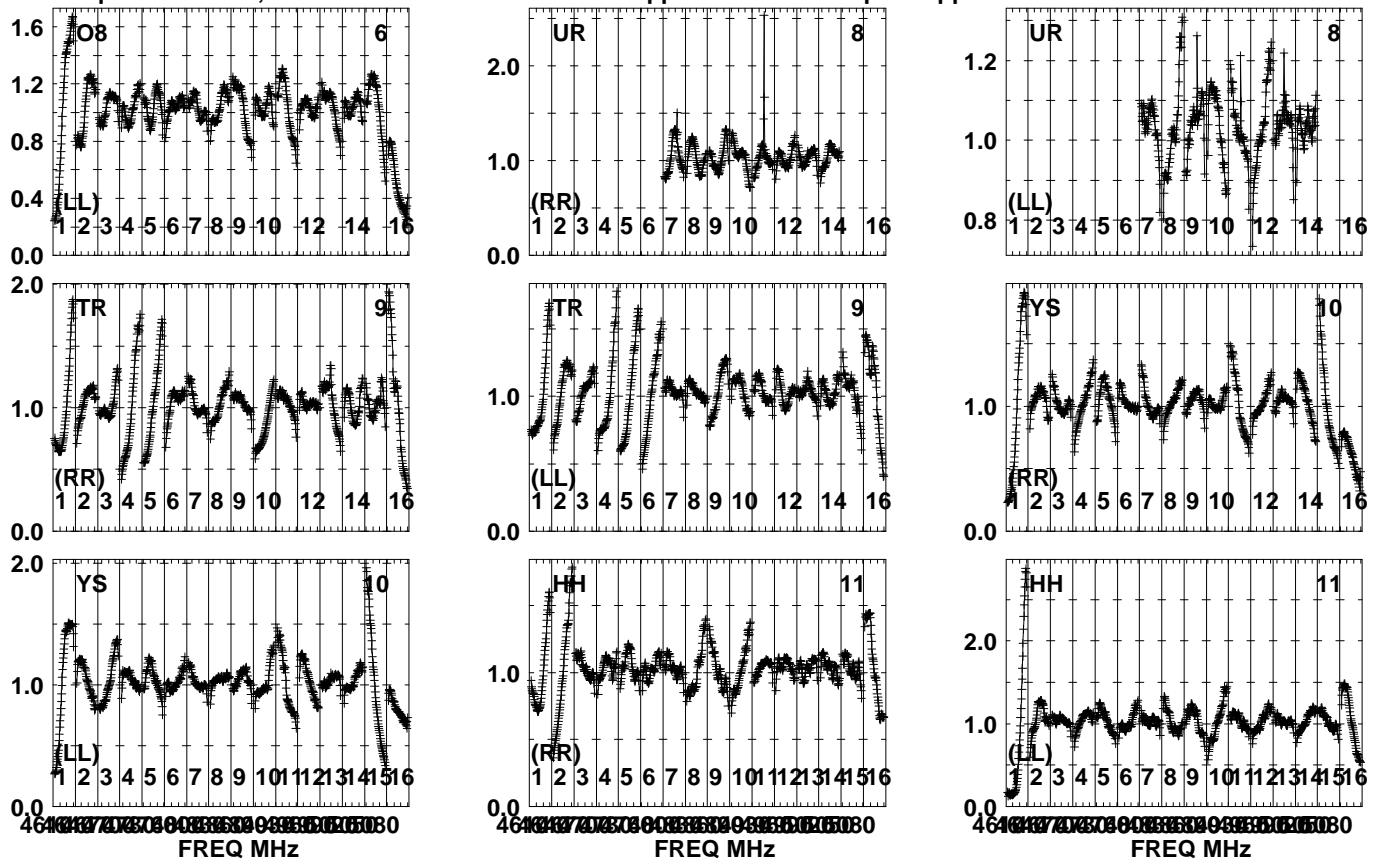 1.6 O8 6
1.2
0.8
0.4
(LL)
1 2 3 4 5 6 7 8 9 10 12 14 16
0.0
UR 8
2.0
1.0
(RR)
1 2 3 4 5 6 7 8 9 10 12 14 16
0.0
UR 8
1.2
1.0
(LL)
0.8 1 2 3 4 5 6 7 8 9 10 12 14 16
2.0 TR 9
1.0
(RR)
1 2 3 4 5 6 7 8 9 10 12 14 16
0.0
TR 9
1.0
(LL)
1 2 3 4 5 6 7 8 9 10 12 14 16
0.0
YS 10
1.0
(RR)
1 2 3 4 5 6 7 8 9 10 12 14 16
0.0
2.0 YS 10
1.0
(LL)
1 2 3 4 5 6 7 8 9 10 11 12 13 15 16
0.0
FREQ MHz
HH 11
1.0
(RR)
1 2 3 4 5 6 7 8 9 10 11 12 13 15 16
0.0
FREQ MHz
HH 11
2.0
1.0
(LL)
1 2 3 4 5 6 7 8 9 10 11 12 13 14 15 16
0.0
FREQ MHz